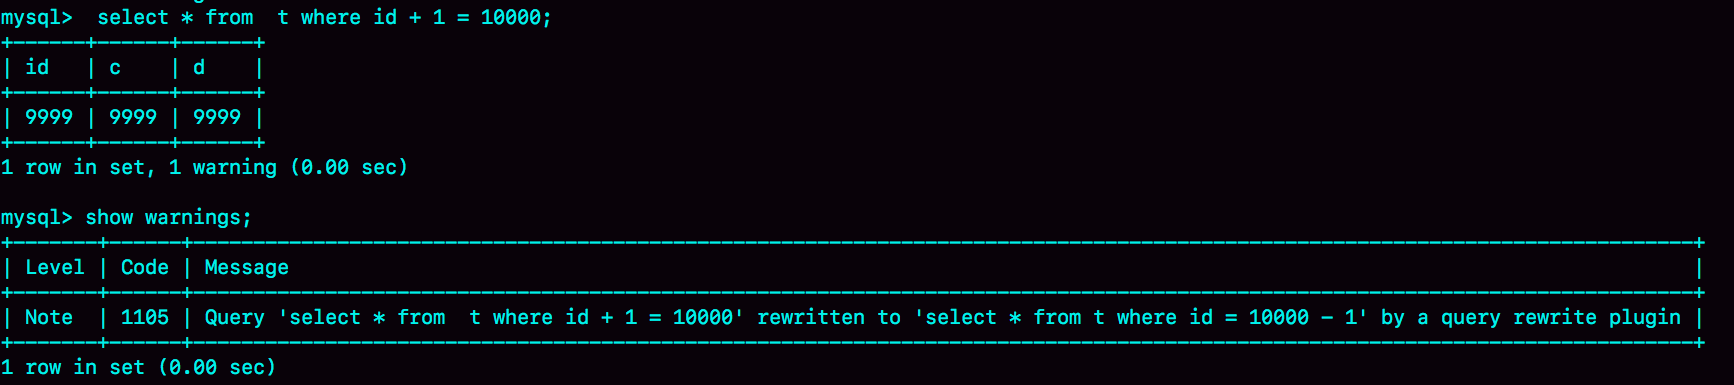 mysql>  select * from  t where id + 1 = 10000;
+------+------+------+
| id   | c    | d    |
+------+------+------+
| 9999 | 9999 | 9999 |
+------+------+------+
1 row in set, 1 warning (0.00 sec)
mysql> show warnings;
+-------+------+-----------------------------------------------------------------------------------------------------------------------------+
| Level | Code | Message                                                                                                                     |
+-------+------+-----------------------------------------------------------------------------------------------------------------------------+
| Note  | 1105 | Query 'select * from  t where id + 1 = 10000' rewritten to 'select * from t where id = 10000 - 1' by a query rewrite plugin |
+-------+------+-----------------------------------------------------------------------------------------------------------------------------+
1 row in set (0.00 sec)